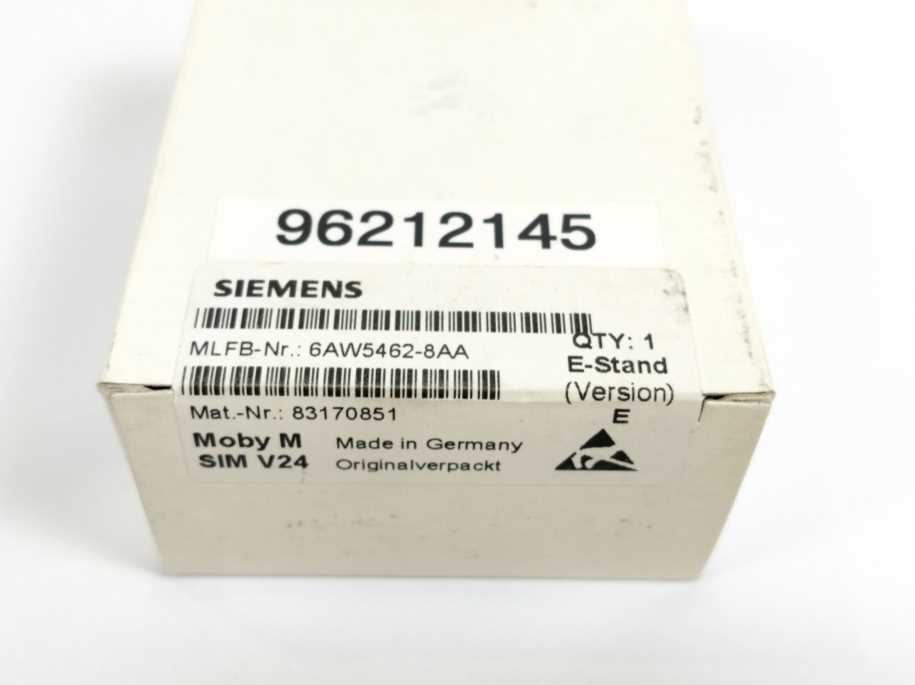 96212145
SIEMENS
QTY: 1
MLFB-Nr.: 6AW5462-8AA
E-Stand
(Version)
E
Mat.-Nr.: 83170851
Moby M Made in Germany
SIM V24 Originalverpackt